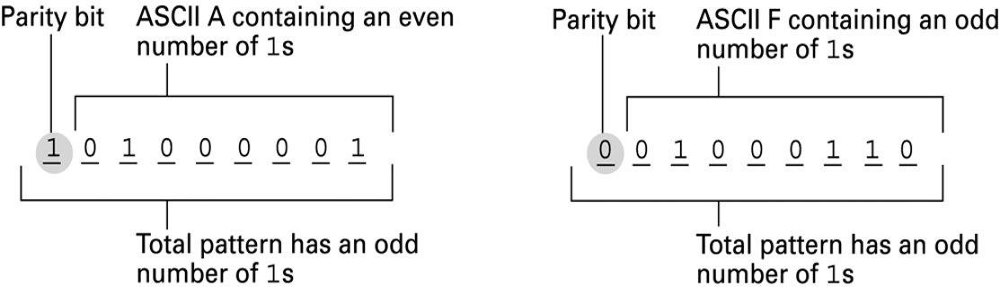 Parity bit
ASCII A containing an even
number of 1s
1 0 1 0 0 0 0 0 1
Total pattern has an odd
number of 1s
Parity bit
ASCII F containing an odd
number of 1s
0 0 1 0 0 0 1 1 0
Total pattern has an odd
number of 1s